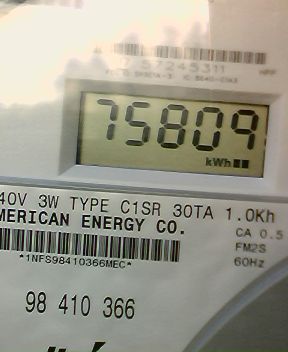 57245311
75809
kWh
40V 3W TYPE C1SR 30TA 1.0Kh
MERICAN ENERGY CO.
CA 0.5
FM2S
*1NFS98410366MEC*
60Hz
98 410 366